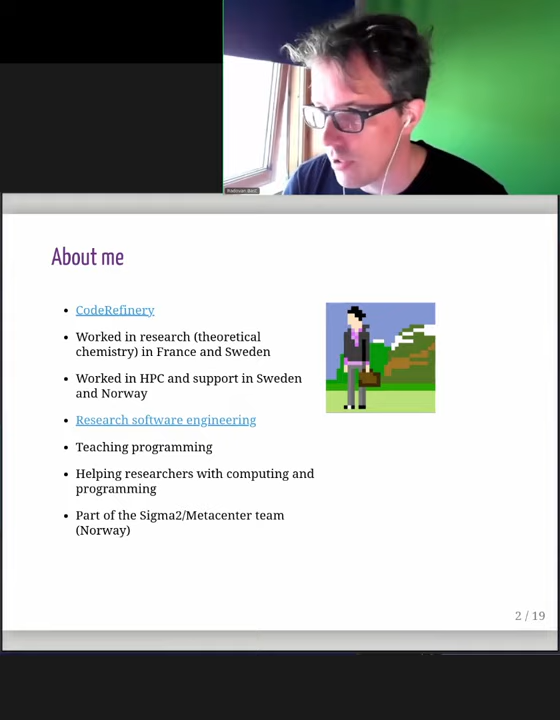 Radovan Bast
About me
CodeRefinery
Worked in research (theoretical
chemistry) in France and Sweden
Worked in HPC and support in Sweden
and Norway
Research software engineering
Teaching programming
Helping researchers with computing and
programming
Part of the Sigma2/Metacenter team
(Norway)
2 / 19